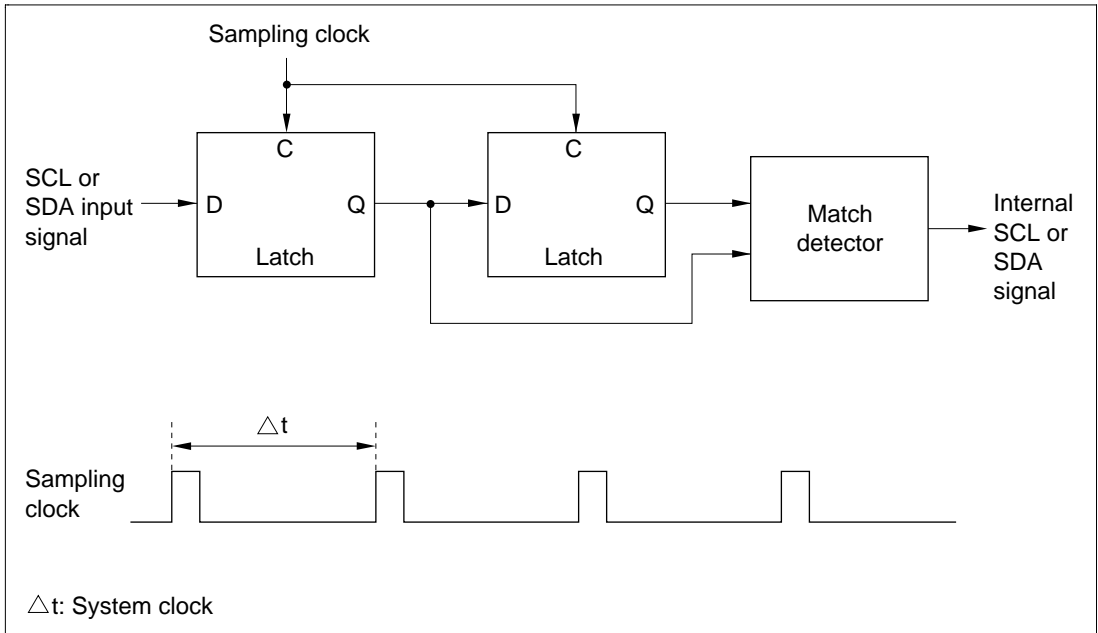 Sampling clock
C
C
SCL or
SDA input
signal
D
Q
D
Q
Latch
Latch
Match
detector
Internal
SCL or
SDA
signal
△t
Sampling
clock
△t: System clock